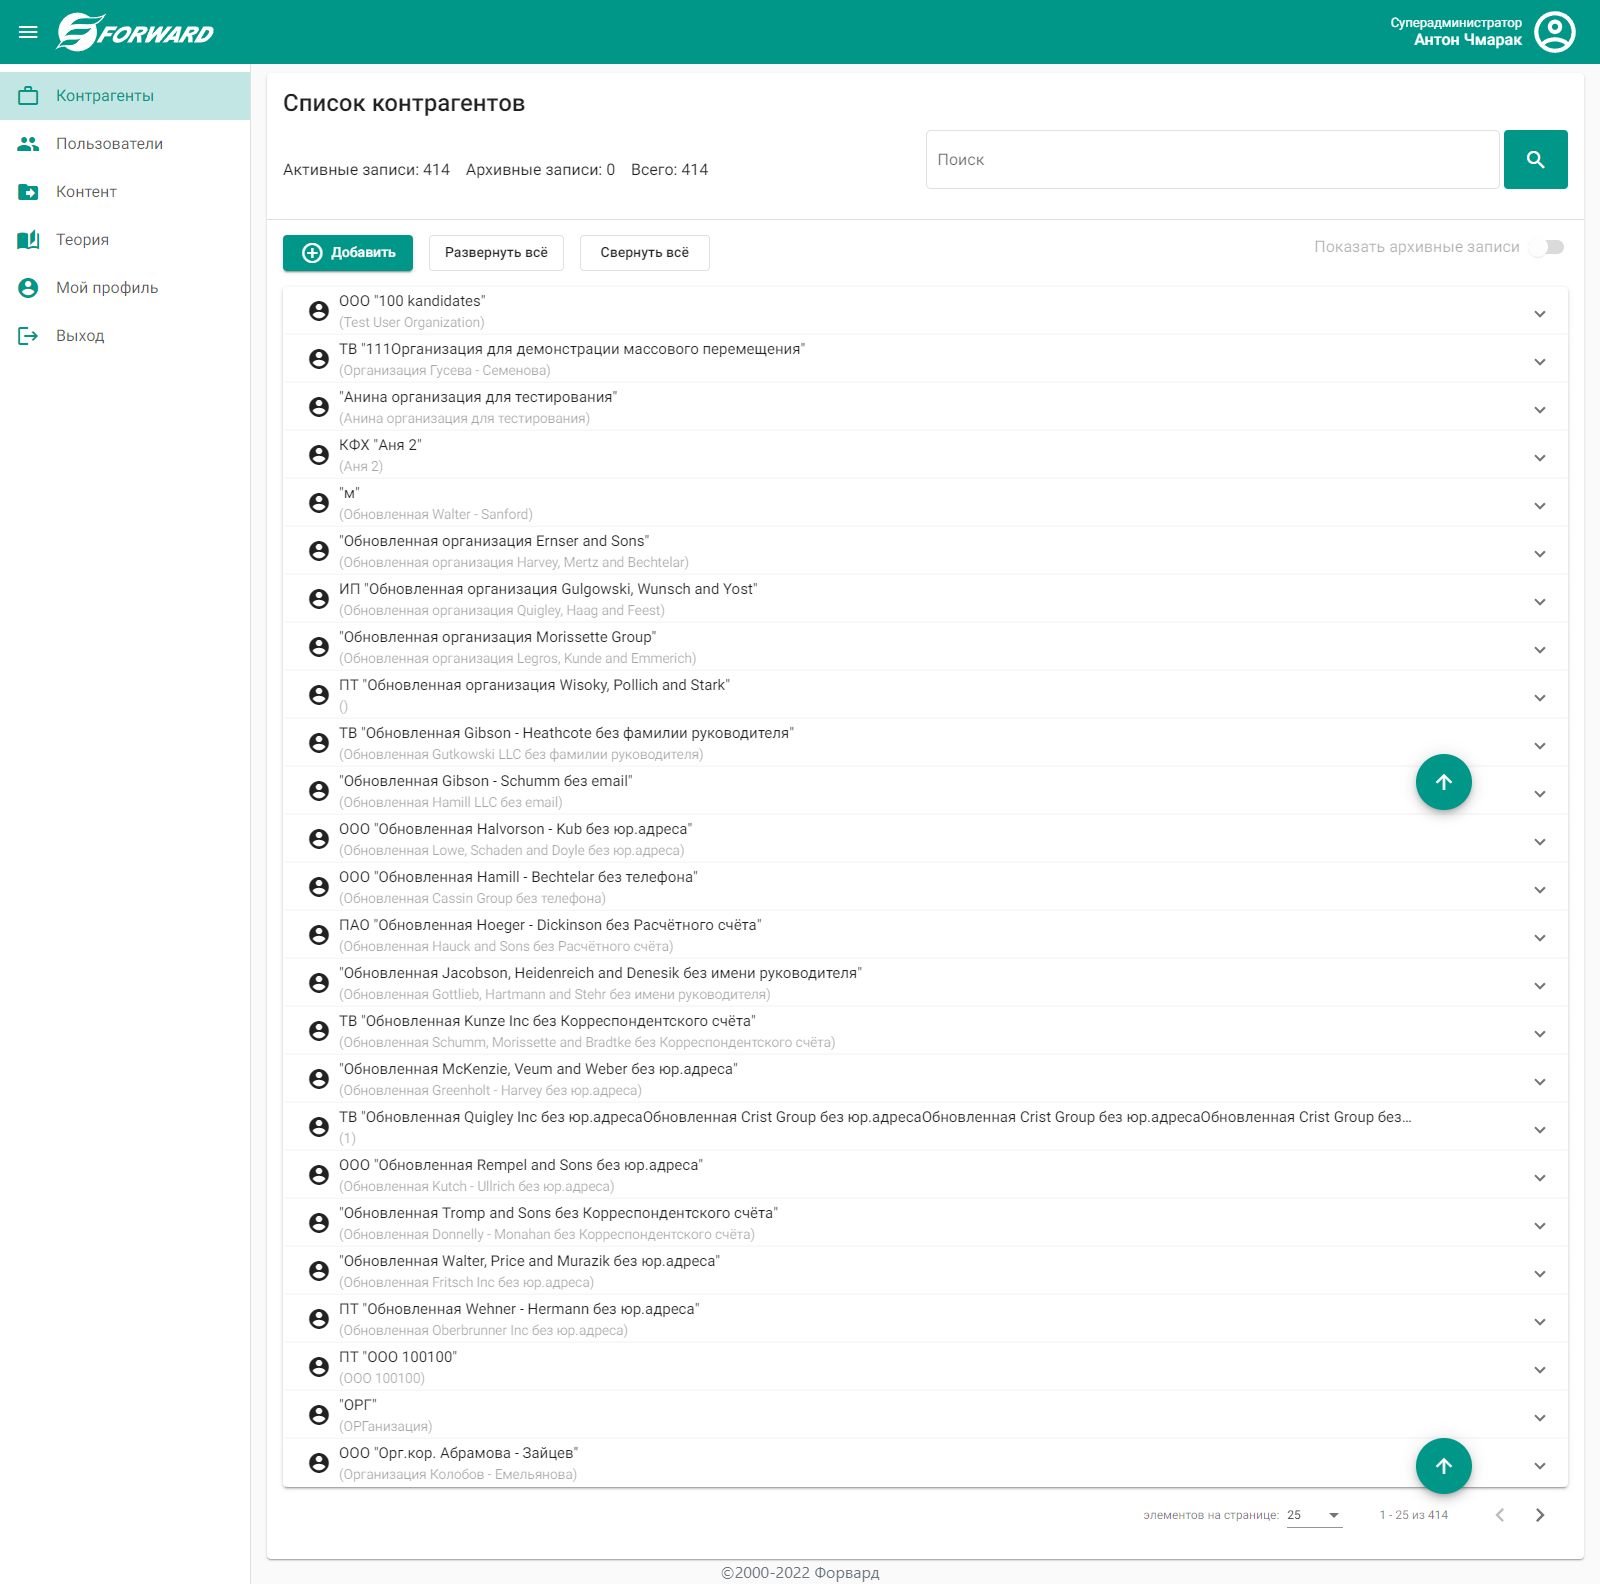 FORWARD
Суперадминистратор
Антон Чмарак
Контрагенты
Пользователи
Контент
Теория
Мой профиль
Выход
Список контрагентов
Активные записи: 414 Архивные записи: 0 Всего: 414
Поиск
Добавить
Развернуть всё
Свернуть всё
Показать архивные записи
ООО "100 kandidates"
(Test User Organization)
ТВ "111Организация для демонстрации массового перемещения"
(Организация Гусева - Семенова)
"Анина организация для тестирования"
(Анина организация для тестирования)
КФХ "Аня 2"
(Аня 2)
"м"
(Обновленная Walter - Sanford)
"Обновленная организация Ernser and Sons"
(Обновленная организация Harvey, Mertz and Bechtelar)
ИП "Обновленная организация Gulgowski, Wunsch and Yost"
(Обновленная организация Quigley, Haag and Feest)
"Обновленная организация Morissette Group"
(Обновленная организация Legros, Kunde and Emmerich)
ПТ "Обновленная организация Wisoky, Pollich and Stark"
()
ТВ "Обновленная Gibson - Heathcote без фамилии руководителя"
(Обновленная Gutkowski LLC без фамилии руководителя)
"Обновленная Gibson - Schumm без email"
(Обновленная Hamill LLC без email)
ООО "Обновленная Halvorson - Kub без юр.адреса"
(Обновленная Lowe, Schaden and Doyle без юр.адреса)
ООО "Обновленная Hamill - Bechtelar без телефона"
(Обновленная Cassin Group без телефона)
ПАО "Обновленная Hoeger - Dickinson без Расчётного счёта"
(Обновленная Hauck and Sons без Расчётного счёта)
"Обновленная Jacobson, Heidenreich and Denesik без имени руководителя"
(Обновленная Gottlieb, Hartmann and Stehr без имени руководителя)
ТВ "Обновленная Kunze Inc без Корреспондентского счёта"
(Обновленная Schumm, Morissette and Bradtke без Корреспондентского счёта)
"Обновленная McKenzie, Veum and Weber без юр.адреса"
(Обновленная Greenholt - Harvey без юр.адреса)
ТВ "Обновленная Quigley Inc без юр.адресаОбновленная Crist Group без юр.адресаОбновленная Crist Group без юр.адресаОбновленная Crist Group без...
(1)
ООО "Обновленная Rempel and Sons без юр.адреса"
(Обновленная Kutch - Ullrich без юр.адреса)
"Обновленная Tromp and Sons без Корреспондентского счёта"
(Обновленная Donnelly - Monahan без Корреспондентского счёта)
"Обновленная Walter, Price and Murazik без юр.адреса"
(Обновленная Fritsch Inc без юр.адреса)
ПТ "Обновленная Wehner - Hermann без юр.адреса"
(Обновленная Oberbrunner Inc без юр.адреса)
ПТ "ООО 100100"
(ООО 100100)
"ОРГ"
(ОРГанизация)
ООО "Орг.кор. Абрамова - Зайцев"
(Организация Колобов - Емельянова)
элементов на странице: 25 1 - 25 из 414
©2000-2022 Форвард